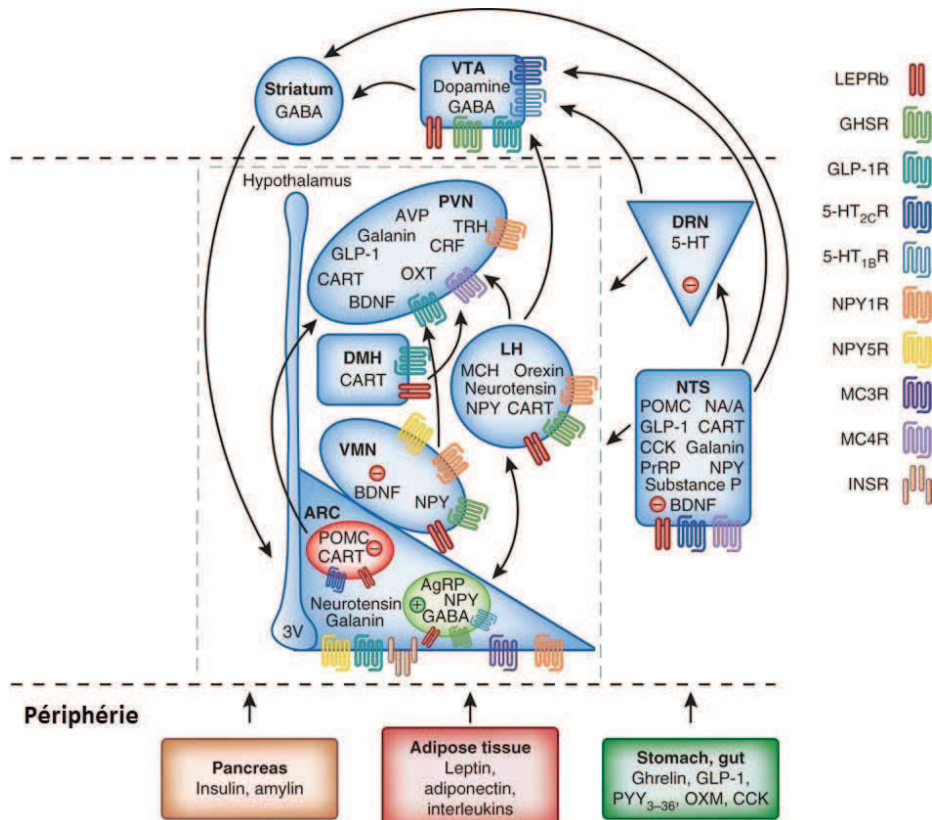 VTA
Dopamine
GABA
Striatum
GABA
Hypothalamus
PVN
AVP
TRH
Galanin
CRF
GLP-1
OXT
CART
BDNF
DRN
5-HT
DMH
CART
LH
MCH Orexin
Neurotensin
NPY CART
NTS
POMC NA/A
GLP-1 CART
CCK Galanin
PrRP NPY
Substance P
− BDNF
VMN
−
BDNF
NPY
ARC
POMC −
CART
AgRP
+ NPY
GABA
Neurotensin
Galanin
3V
−
LEPRb
GHSR
GLP-1R
5-HT2CR
5-HT1BR
NPY1R
NPY5R
MC3R
MC4R
INSR
Périphérie
Pancreas
Insulin, amylin
Adipose tissue
Leptin,
adiponectin,
interleukins
Stomach, gut
Ghrelin, GLP-1,
PYY3–36, OXM, CCK